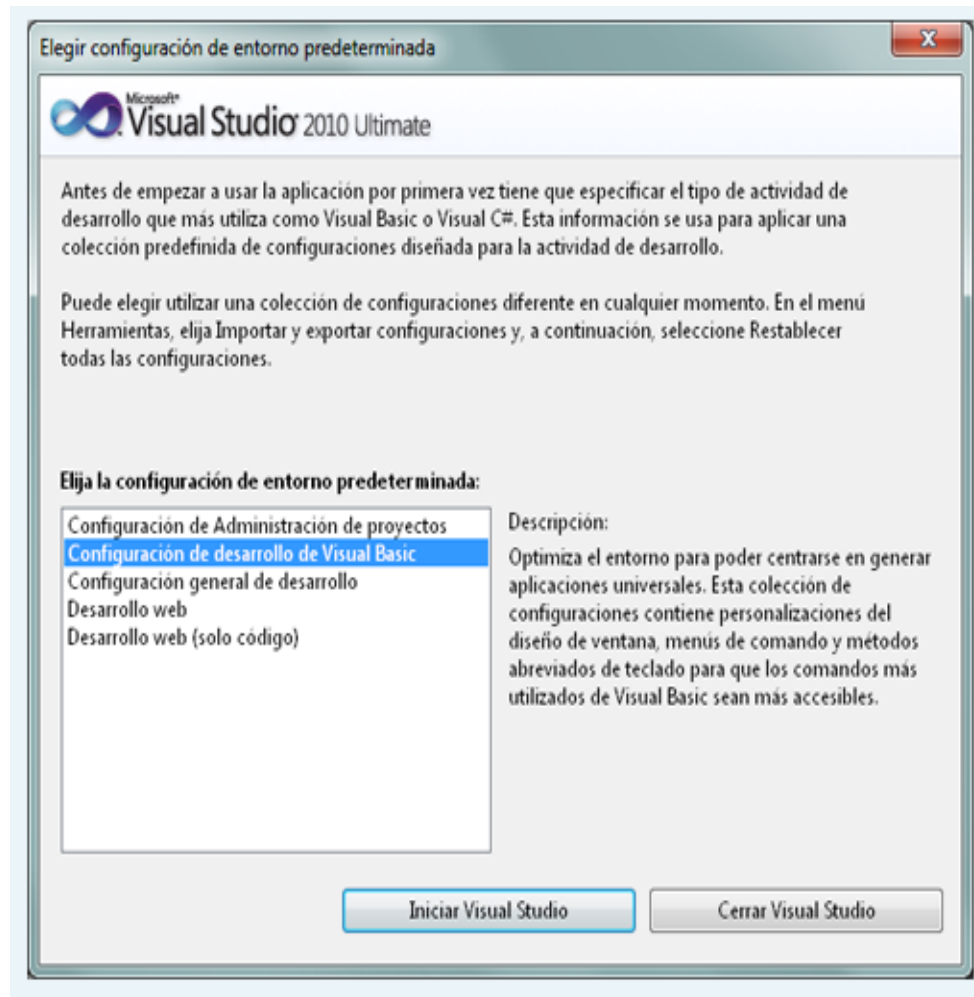 Elegir configuración de entorno predeterminada
X
Microsoft®
Visual Studio® 2010 Ultimate
Antes de empezar a usar la aplicación por primera vez tiene que especificar el tipo de actividad de
desarrollo que más utiliza como Visual Basic o Visual C#. Esta información se usa para aplicar una
colección predefinida de configuraciones diseñada para la actividad de desarrollo.
Puede elegir utilizar una colección de configuraciones diferente en cualquier momento. En el menú
Herramientas, elija Importar y exportar configuraciones y, a continuación, seleccione Restablecer
todas las configuraciones.
Elija la configuración de entorno predeterminada:
Configuración de Administración de proyectos
Configuración de desarrollo de Visual Basic
Configuración general de desarrollo
Desarrollo web
Desarrollo web (solo código)
Descripción:
Optimiza el entorno para poder centrarse en generar
aplicaciones universales. Esta colección de
configuraciones contiene personalizaciones del
diseño de ventana, menús de comando y métodos
abreviados de teclado para que los comandos más
utilizados de Visual Basic sean más accesibles.
Iniciar Visual Studio
Cerrar Visual Studio